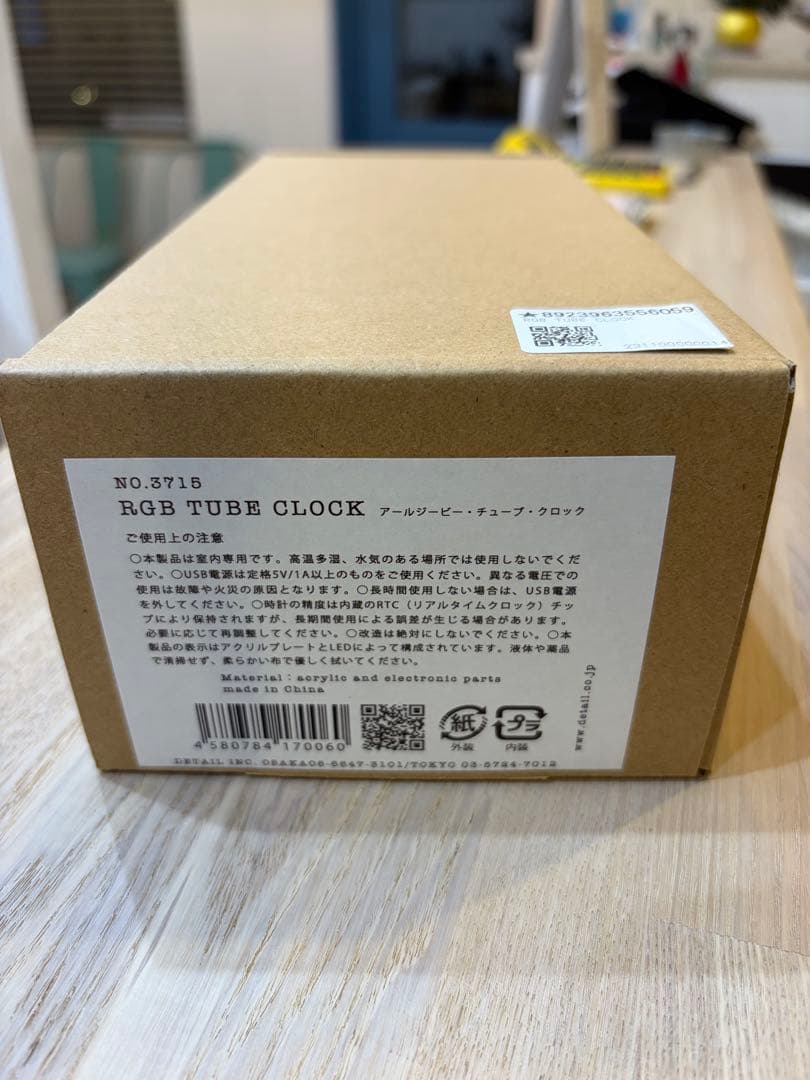 ★8923963556059
RGB TUBE CLOCK
231100000014
NO.3715
RGB TUBE CLOCK アールジービー・チューブ・クロック
ご使用上の注意
○本製品は室内専用です。高温多湿、水気のある場所では使用しないでくだ
さい。○USB電源は定格5V/1A以上のものをご使用ください。異なる電圧での
使用は故障や火災の原因となります。○長時間使用しない場合は、USB電源
を外してください。○時計の精度は内蔵のRTC（リアルタイムクロック）チッ
プにより保持されますが、長期間使用による誤差が生じる場合があります。
必要に応じて再調整してください。○改造は絶対にしないでください。○本
製品の表示はアクリルプレートとLEDによって構成されています。液体や薬品
で清掃せず、柔らかい布で優しく拭いてください。
Material : acrylic and electronic parts
made in China
4 580784 170060
紙
外装
プラ
内装
www.detail.co.jp
DETAIL INC. OSAKA06-6647-3101/TOKYO 03-5724-7012